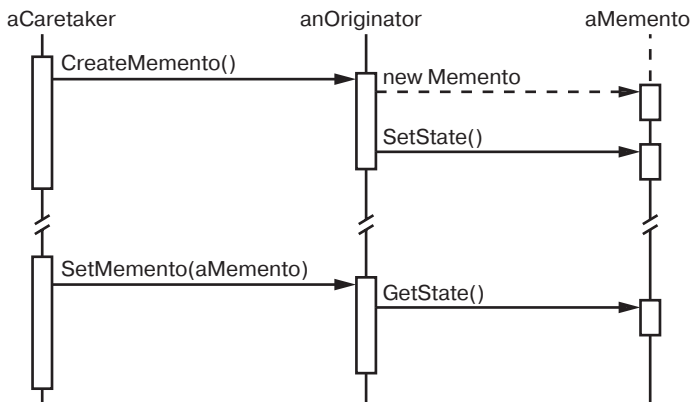 aCaretaker anOriginator aMemento
CreateMemento()
new Memento
SetState()
SetMemento(aMemento)
GetState()